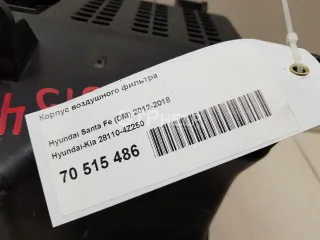 Корпус воздушного фильтра
Hyundai Santa Fe (DM) 2012-2018
Hyundai-Kia 28110-4Z250
70 515 486